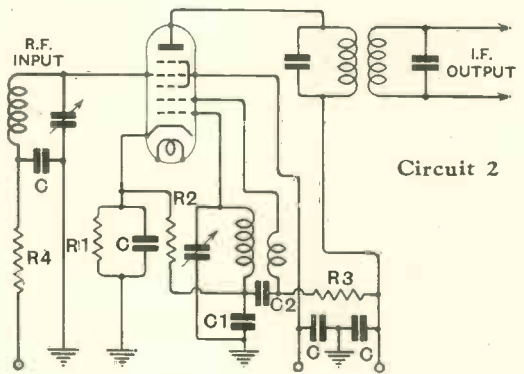 R.F.
INPUT
I.F.
OUTPUT
Circuit 2
C
R2
R4
R1
C
C2
R3
C1
C
C